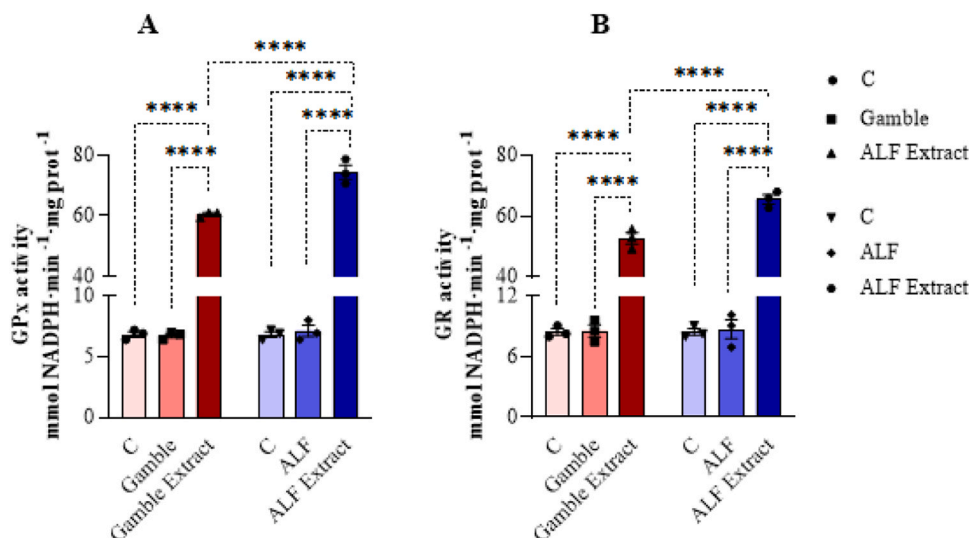 A
B
****
****
****
****
****
****
****
****
****
****
GPx activity
mmol NADPH·min⁻¹·mg prot⁻¹
80
60
40
10
5
0
C
Gamble
Gamble Extract
C
ALF
ALF Extract
GR activity
mmol NADPH·min⁻¹·mg prot⁻¹
80
60
40
12
6
0
C
Gamble
Gamble Extract
C
ALF
ALF Extract
C
Gamble
ALF Extract
C
ALF
ALF Extract